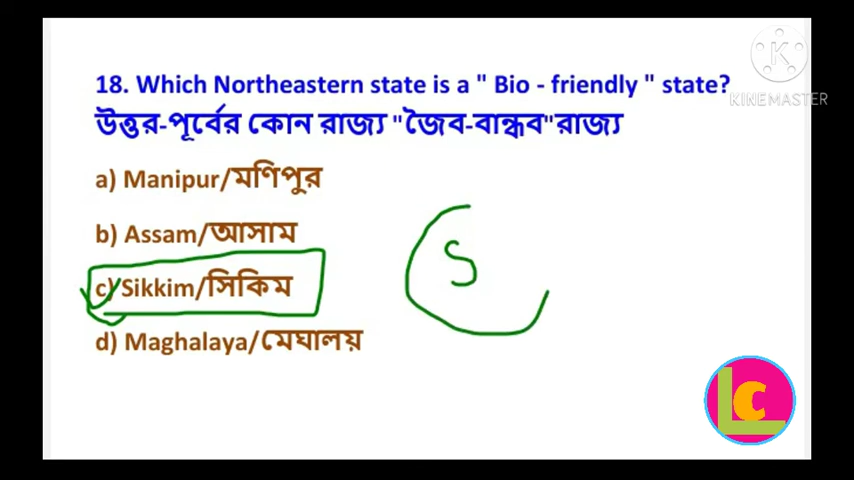 18. Which Northeastern state is a " Bio - friendly " state?
উত্তর-পূর্বের কোন রাজ্য "জৈব-বান্ধব"রাজ্য
a) Manipur/মণিপুর
b) Assam/আসাম
c) Sikkim/সিকিম
d) Maghalaya/মেঘালয়
S
K
KINEMASTER
LC